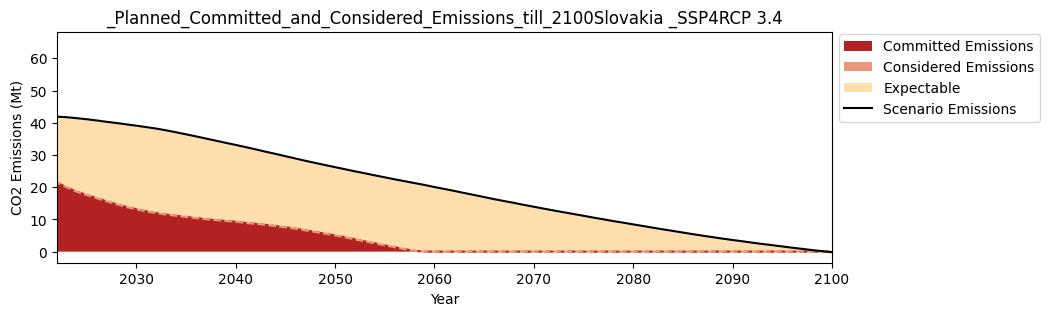 _Planned_Committed_and_Considered_Emissions_till_2100Slovakia _SSP4RCP 3.4
CO2 Emissions (Mt)
60
50
40
30
20
10
0
2030
2040
2050
2060
2070
2080
2090
2100
Year
Committed Emissions
Considered Emissions
Expectable
Scenario Emissions